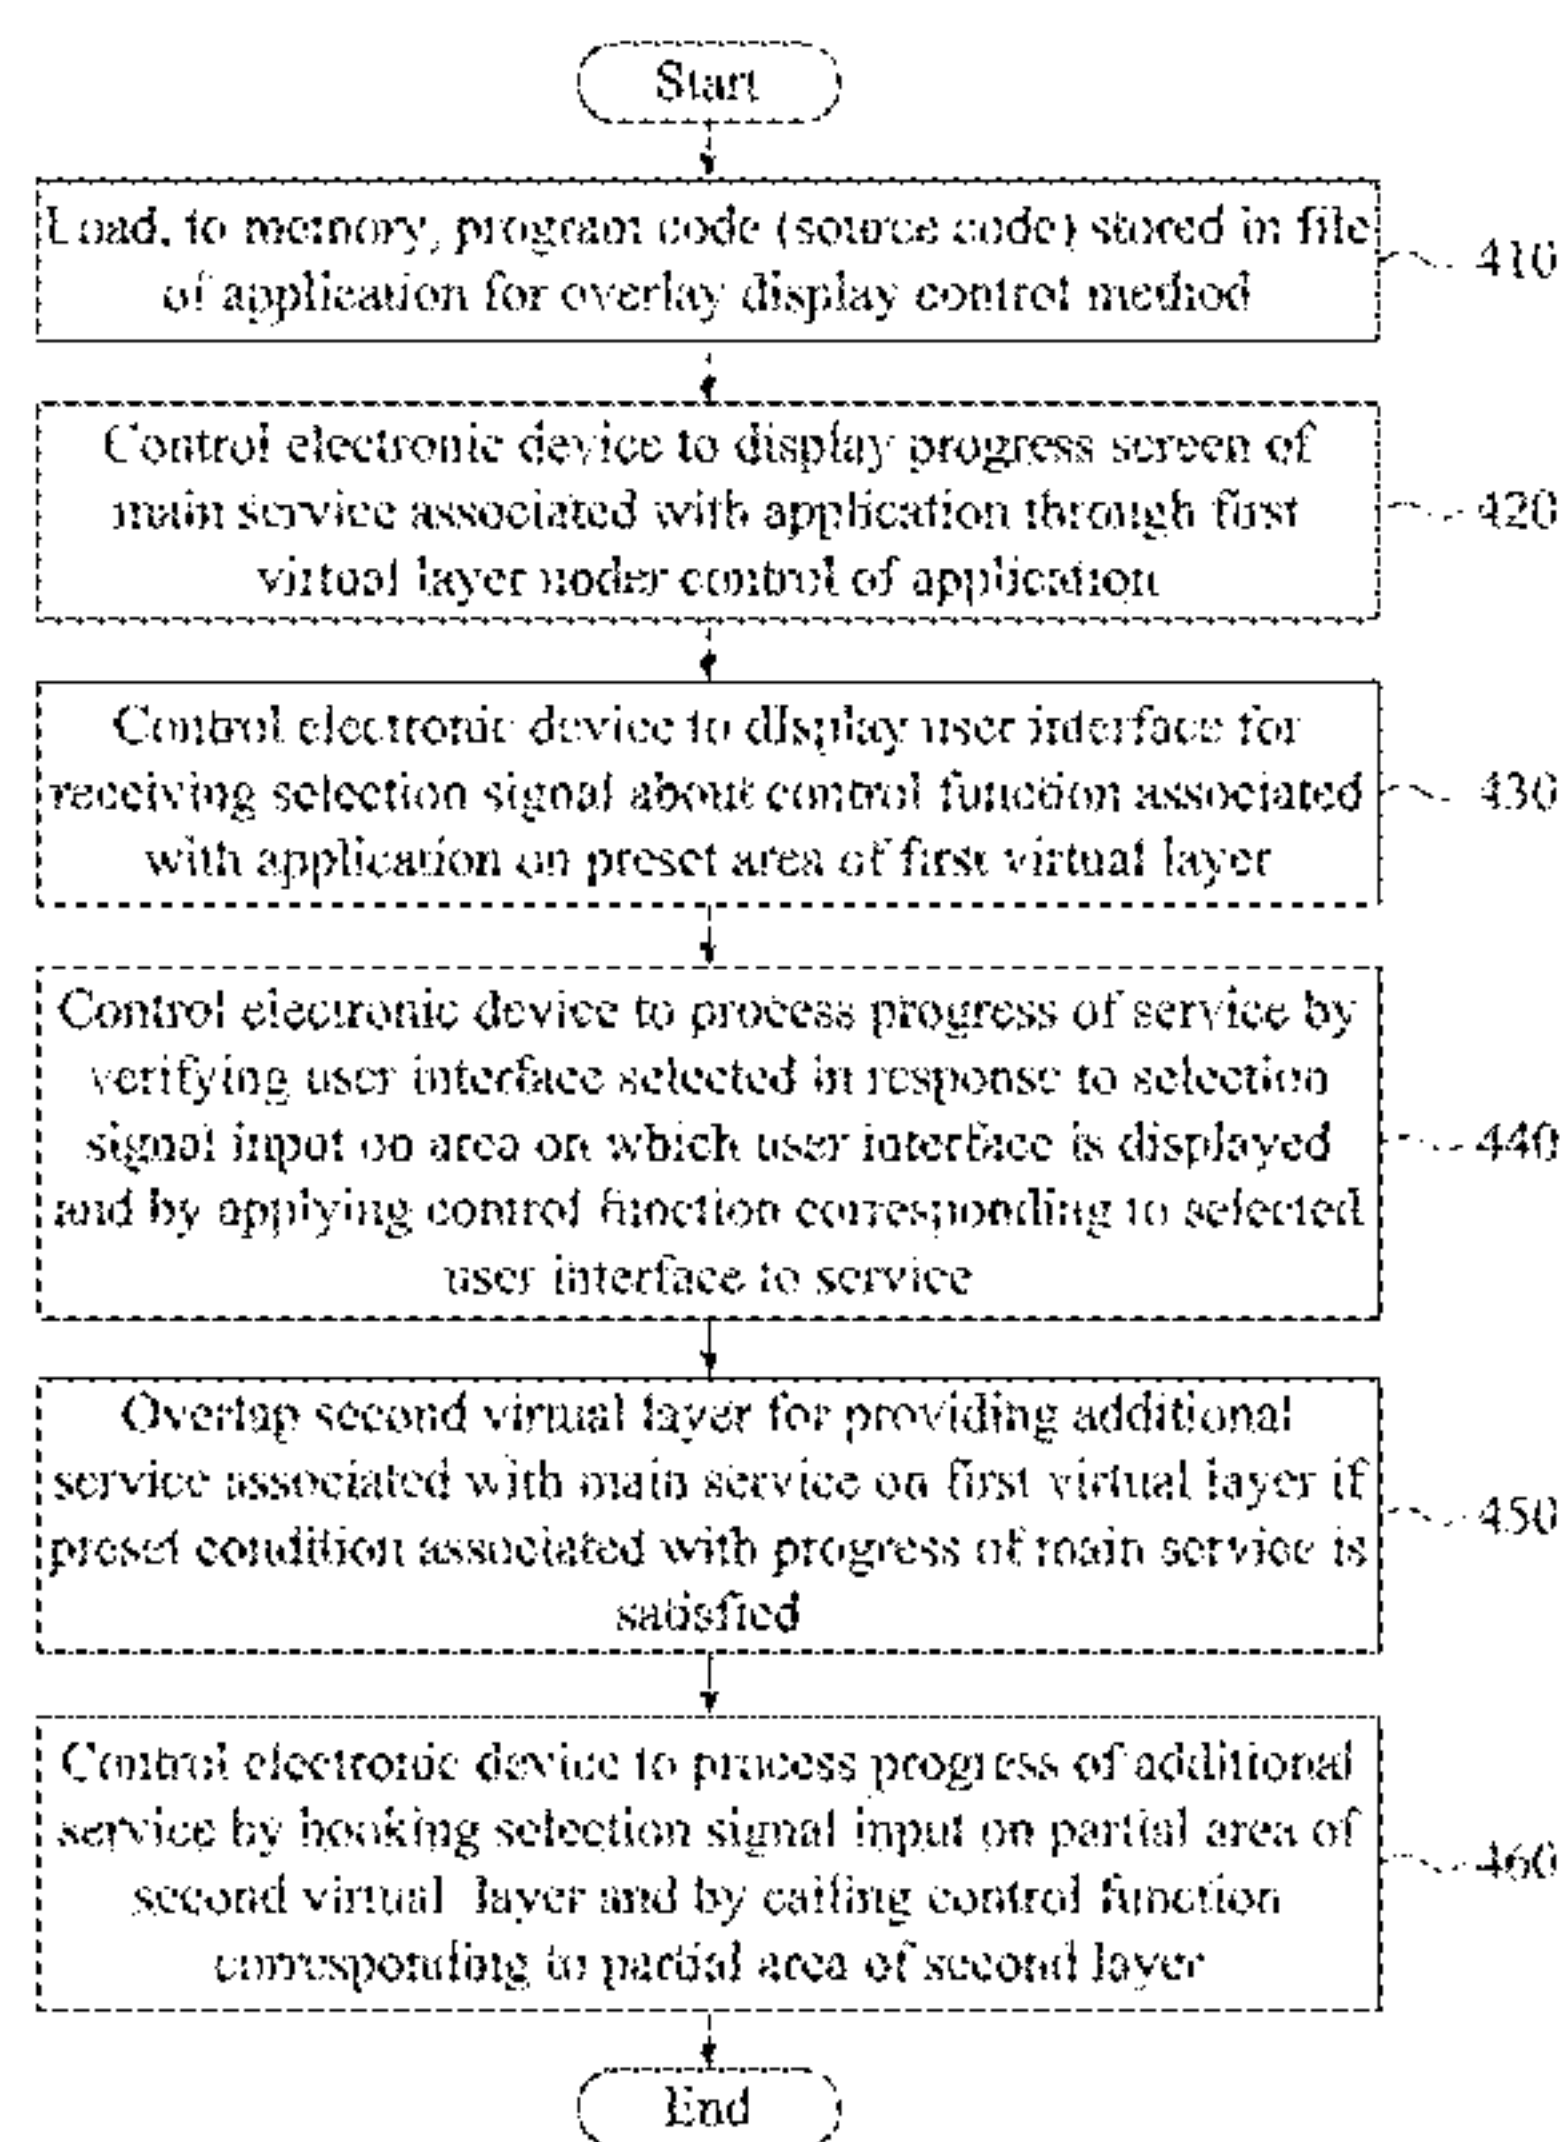 Start
Load, to memory, program code (source code) stored in file
of application for overlay display control method
410
Control electronic device to display progress screen of
main service associated with application through first
virtual layer under control of application
420
Control electronic device to display user interface for
receiving selection signal about control function associated
with application on preset area of first virtual layer
430
Control electronic device to process progress of service by
verifying user interface selected in response to selection
signal input on area on which user interface is displayed
and by applying control function corresponding to selected
user interface to service
440
Overlap second virtual layer for providing additional
service associated with main service on first virtual layer if
preset condition associated with progress of main service is
satisfied
450
Control electronic device to process progress of additional
service by hooking selection signal input on partial area of
second virtual layer and by calling control function
corresponding to partial area of second layer
460
End